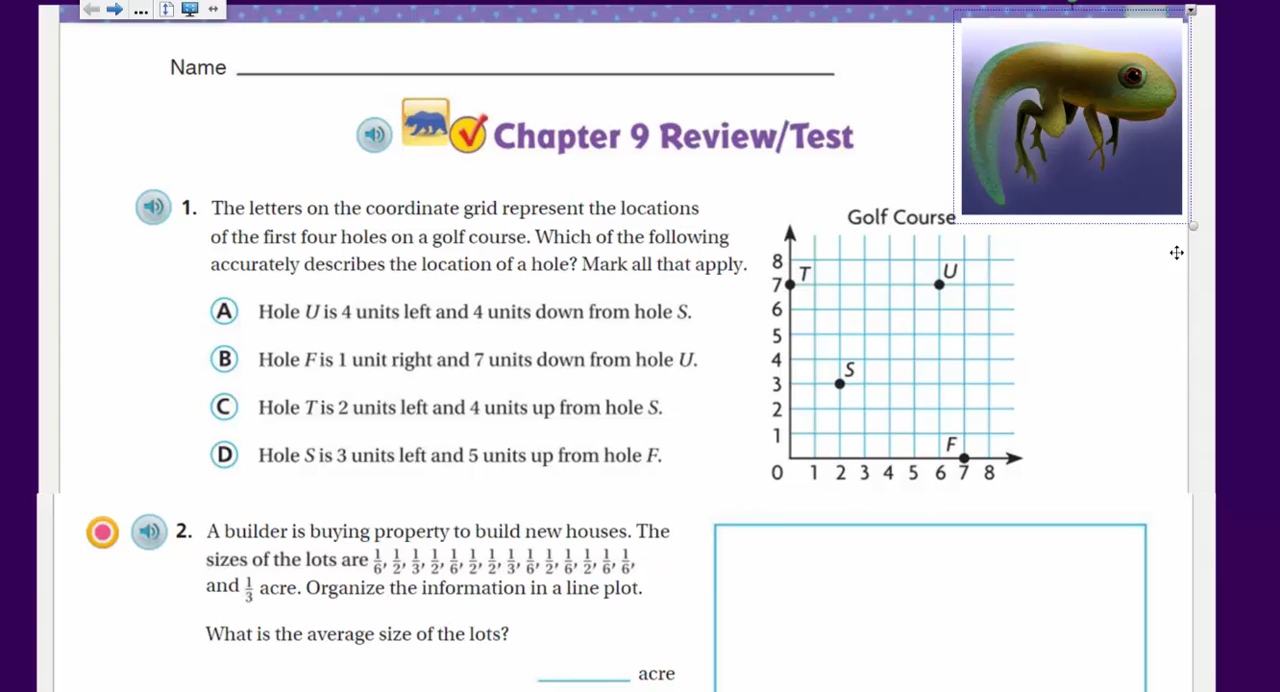 Name
Chapter 9 Review/Test
1. The letters on the coordinate grid represent the locations
of the first four holes on a golf course. Which of the following
accurately describes the location of a hole? Mark all that apply.
A Hole U is 4 units left and 4 units down from hole S.
B Hole F is 1 unit right and 7 units down from hole U.
C Hole T is 2 units left and 4 units up from hole S.
D Hole S is 3 units left and 5 units up from hole F.
Golf Course
8
T
U
7
6
5
4
S
3
2
1
F
0 1 2 3 4 5 6 7 8
2. A builder is buying property to build new houses. The
sizes of the lots are 1/6, 1/2, 1/3, 1/2, 1/6, 1/2, 1/2, 1/3, 1/6, 1/2, 1/6, 1/2, 1/6, 1/6,
and 1/3 acre. Organize the information in a line plot.
What is the average size of the lots?
acre